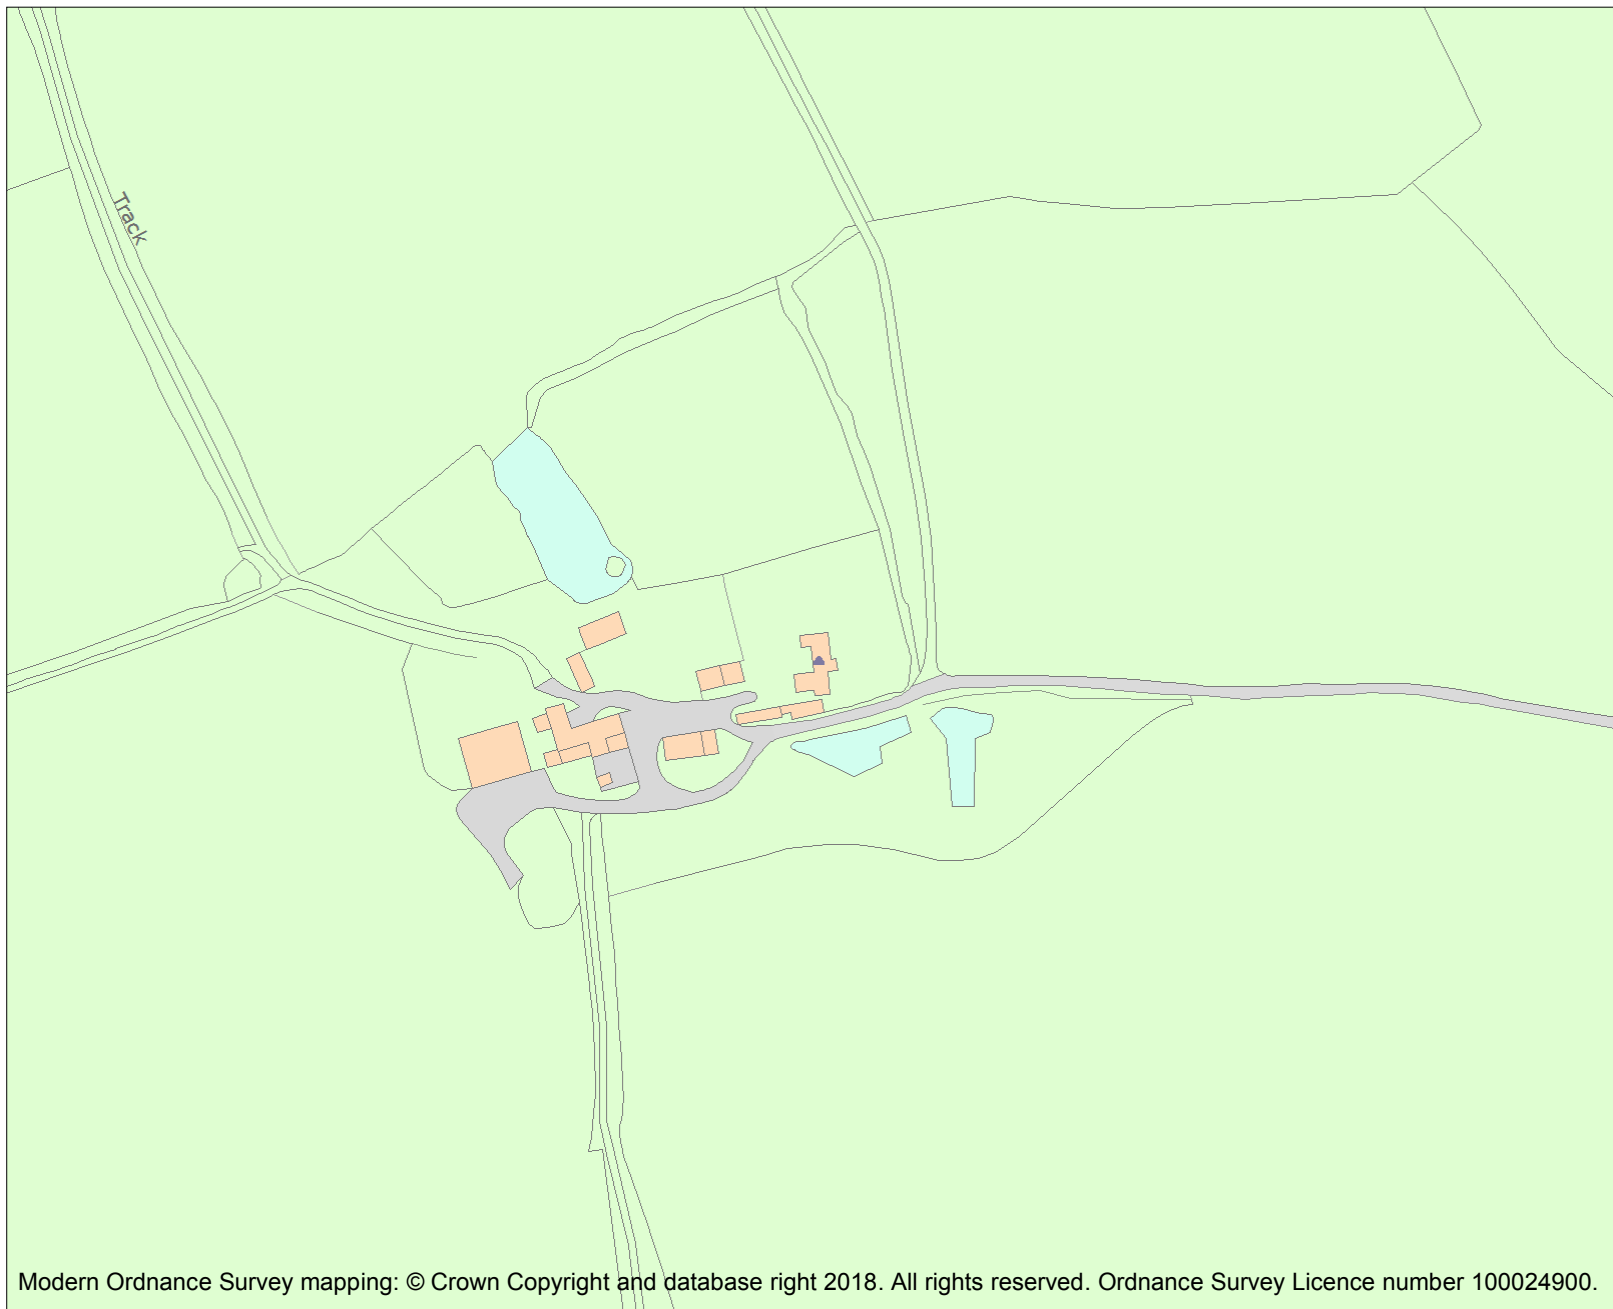 Track
Modern Ordnance Survey mapping: © Crown Copyright and database right 2018. All rights reserved. Ordnance Survey Licence number 100024900.